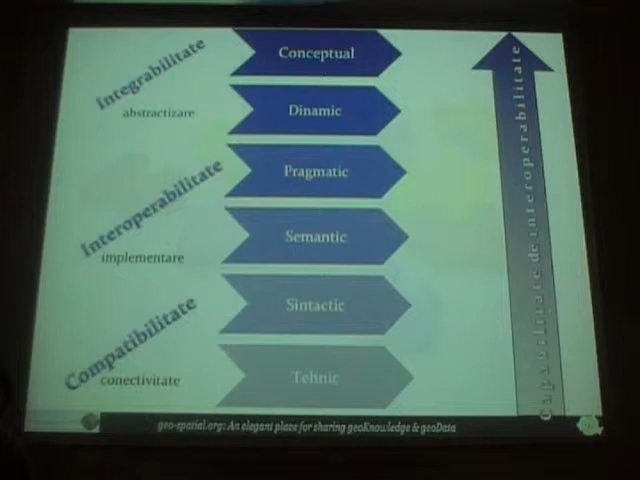 Integrabilitate
abstractizare
Interoperabilitate
implementare
Compatibilitate
conectivitate
Conceptual
Dinamic
Pragmatic
Semantic
Sintactic
Tehnic
Capabilitate de interoperabilitate
geo-spatial.org: An elegant place for sharing geoKnowledge & geoData